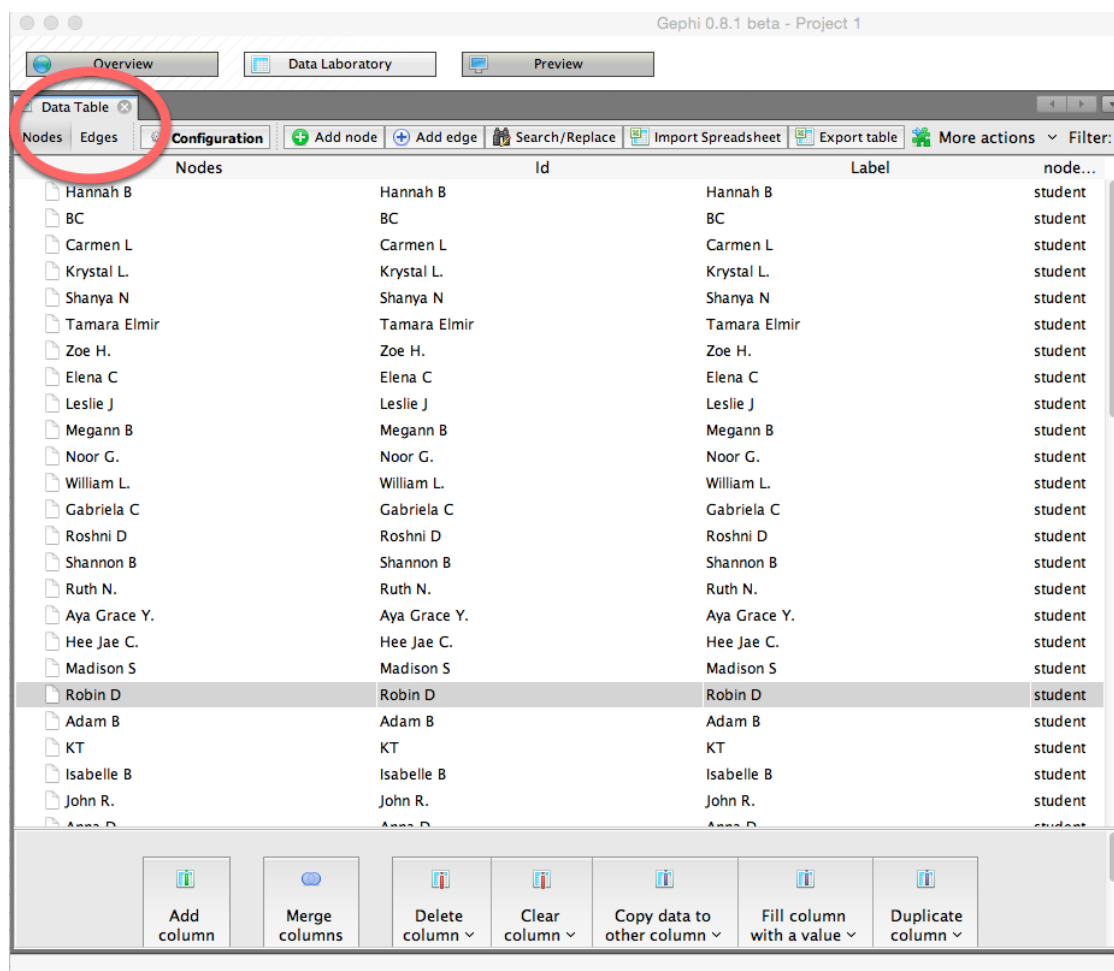 Gephi 0.8.1 beta - Project 1
Overview Data Laboratory Preview
Data Table
Nodes Edges Configuration Add node Add edge Search/Replace Import Spreadsheet Export table More actions Filter:
Nodes Id Label node...
Hannah B Hannah B Hannah B student
BC BC BC student
Carmen L Carmen L Carmen L student
Krystal L. Krystal L. Krystal L. student
Shanya N Shanya N Shanya N student
Tamara Elmir Tamara Elmir Tamara Elmir student
Zoe H. Zoe H. Zoe H. student
Elena C Elena C Elena C student
Leslie J Leslie J Leslie J student
Megann B Megann B Megann B student
Noor G. Noor G. Noor G. student
William L. William L. William L. student
Gabriela C Gabriela C Gabriela C student
Roshni D Roshni D Roshni D student
Shannon B Shannon B Shannon B student
Ruth N. Ruth N. Ruth N. student
Aya Grace Y. Aya Grace Y. Aya Grace Y. student
Hee Jae C. Hee Jae C. Hee Jae C. student
Madison S Madison S Madison S student
Robin D Robin D Robin D student
Adam B Adam B Adam B student
KT KT KT student
Isabelle B Isabelle B Isabelle B student
John R. John R. John R. student
Anna D Anna D Anna D student
Add column
Merge columns
Delete column
Clear column
Copy data to other column
Fill column with a value
Duplicate column